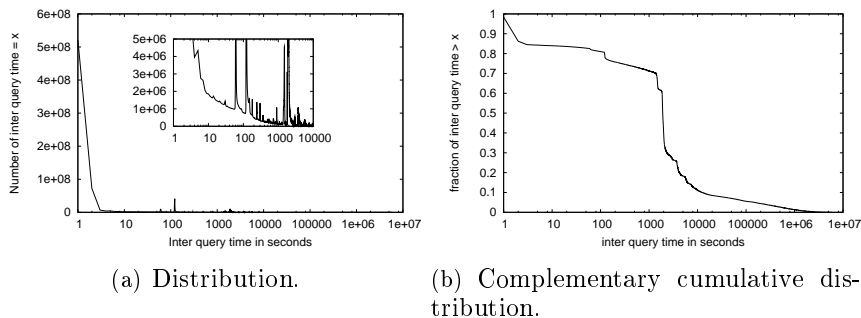 Number of inter query time = x
6e+08
5e+08
4e+08
3e+08
2e+08
1e+08
0
5e+06
4e+06
3e+06
2e+06
1e+06
0
1 10 100 1000 10000
1 10 100 1000 10000 100000 1e+06 1e+07
Inter query time in seconds
(a) Distribution.
fraction of inter query time > x
1
0.9
0.8
0.7
0.6
0.5
0.4
0.3
0.2
0.1
0
1 10 100 1000 10000 100000 1e+06 1e+07
inter query time in seconds
(b) Complementary cumulative dis-
tribution.